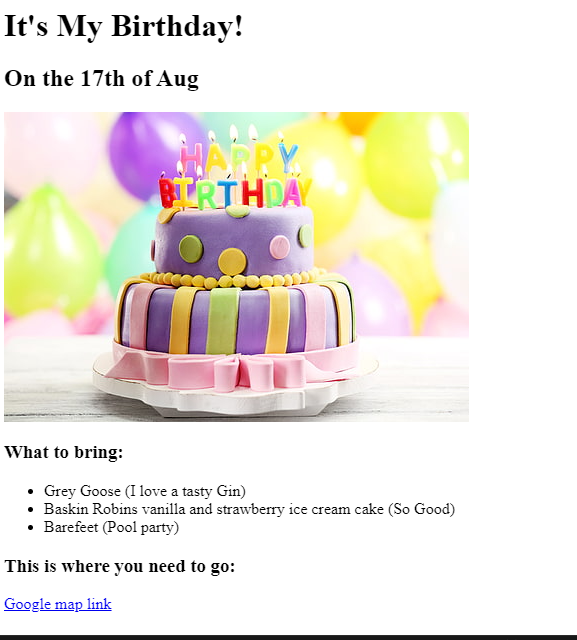 It's My Birthday!
On the 17th of Aug
HAPPY
BIRTHDAY
What to bring:
Grey Goose (I love a tasty Gin)
Baskin Robins vanilla and strawberry ice cream cake (So Good)
Barefeet (Pool party)
This is where you need to go:
Google map link